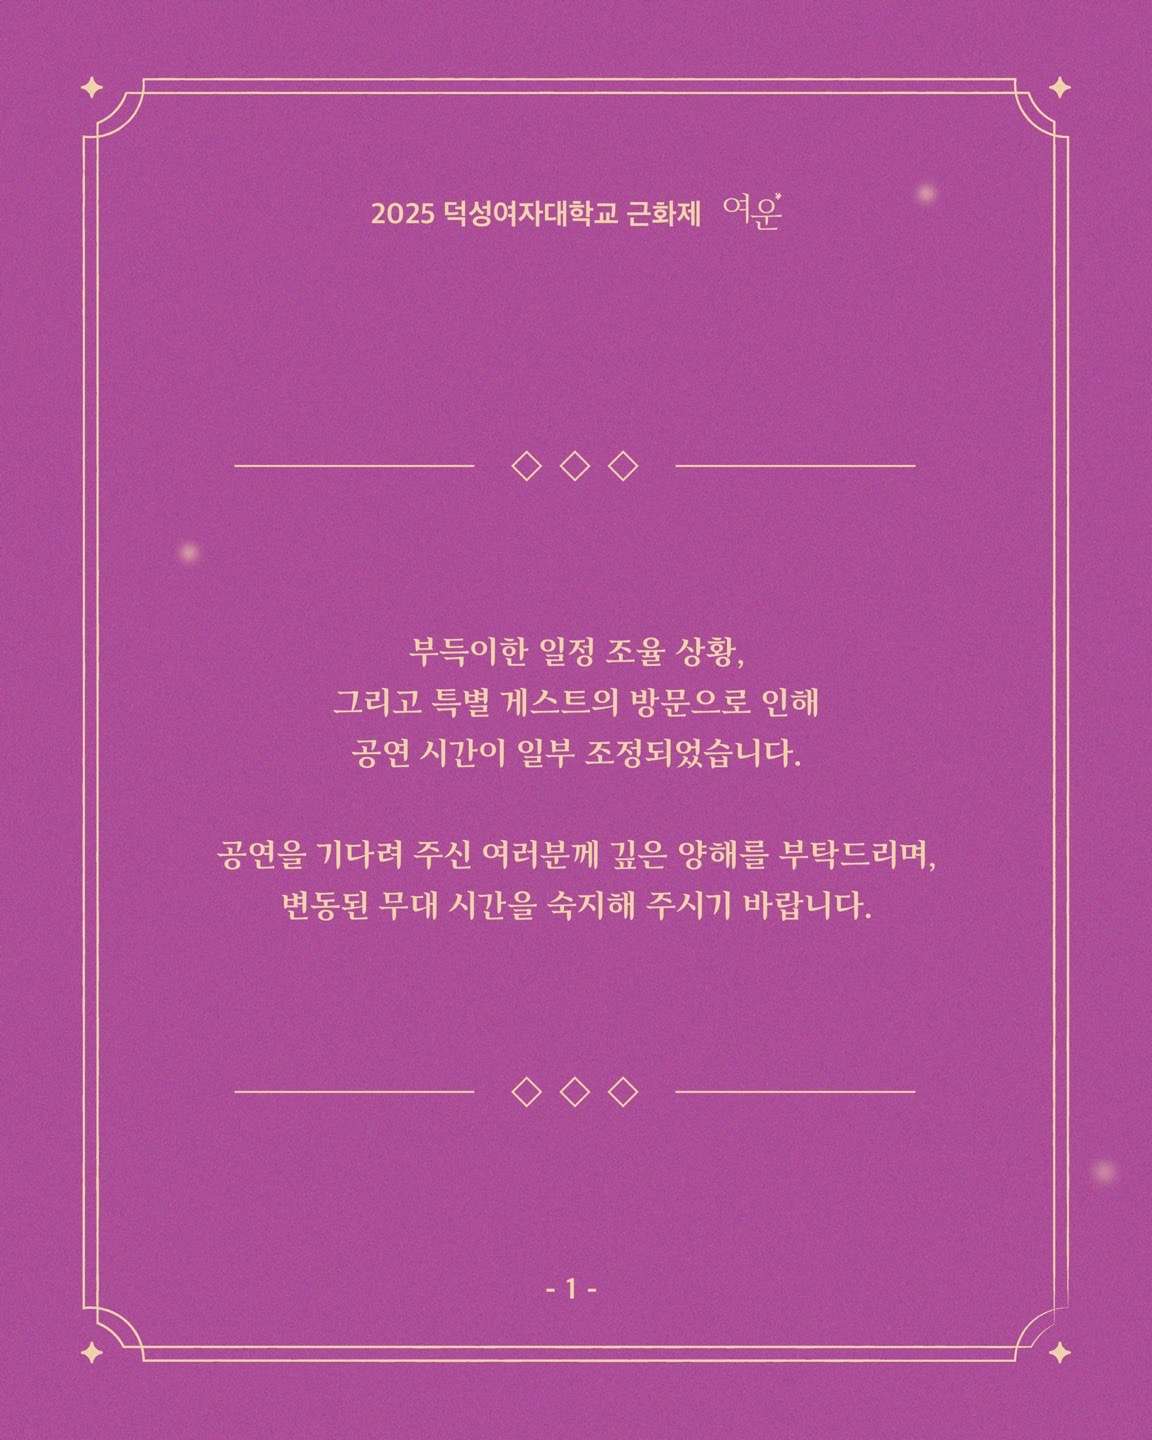 2025 덕성여자대학교 근화제 여운
부득이한 일정 조율 상황,
그리고 특별 게스트의 방문으로 인해
공연 시간이 일부 조정되었습니다.
공연을 기다려 주신 여러분께 깊은 양해를 부탁드리며,
변동된 무대 시간을 숙지해 주시기 바랍니다.
- 1 -